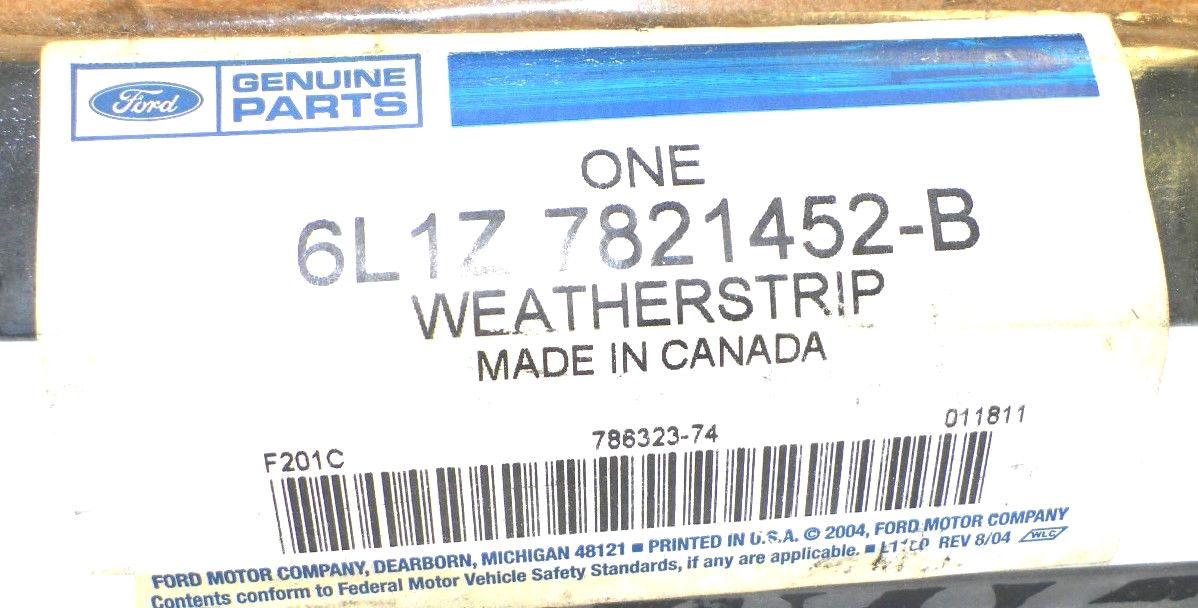 Ford
GENUINE
PARTS
ONE
6L1Z 7821452-B
WEATHERSTRIP
MADE IN CANADA
F201C 786323-74 011811
FORD MOTOR COMPANY, DEARBORN, MICHIGAN 48121 ■ PRINTED IN U.S.A. © 2004, FORD MOTOR COMPANY
Contents conform to Federal Motor Vehicle Safety Standards, if any are applicable. ■ REV 8/04 WLC